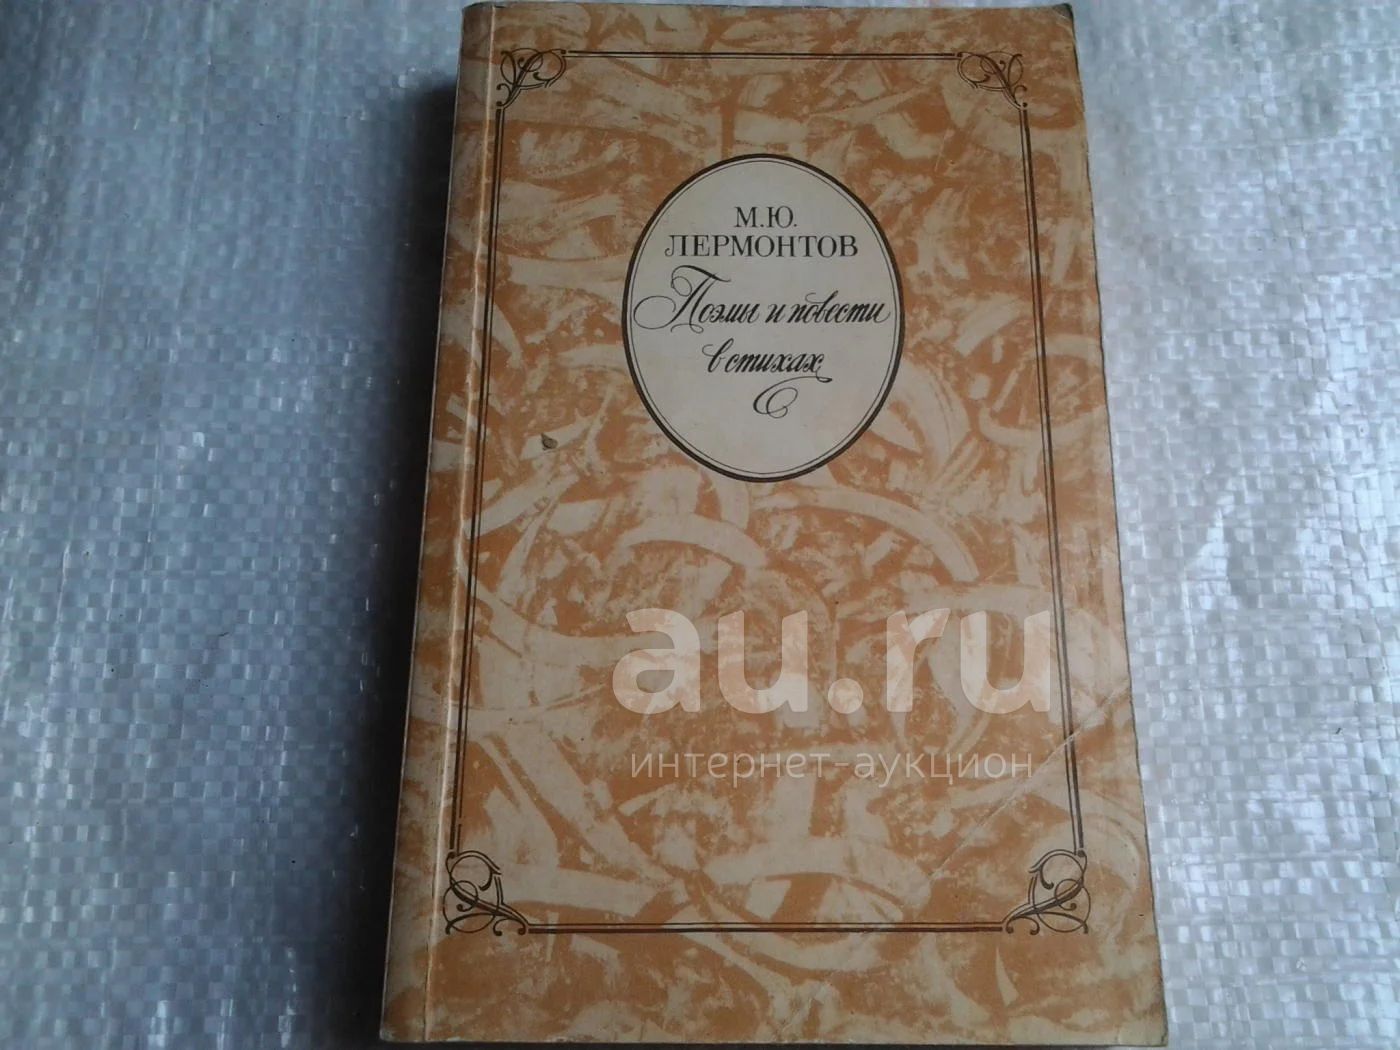 М.Ю.
ЛЕРМОНТОВ
Поэмы и повести
в стихах
au.ru
интернет-аукцион